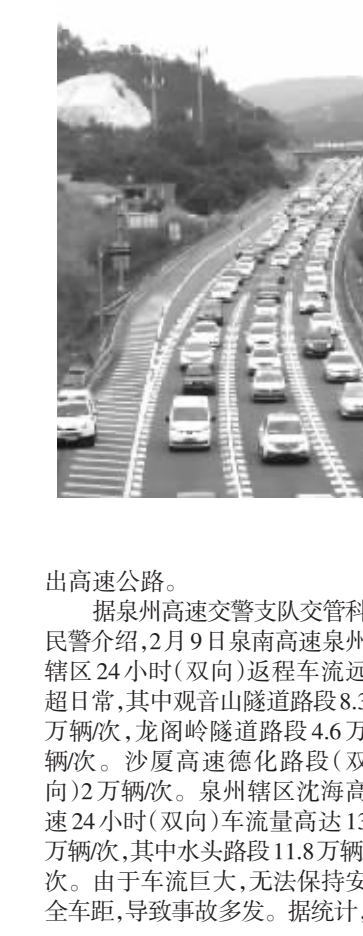 出高速公路。
据泉州高速交警支队交管科
民警介绍,2月9日泉南高速泉州
辖区24小时(双向)返程车流远
超日常,其中观音山隧道路段8.3
万辆/次,龙阁岭隧道路段4.6万
辆/次。沙厦高速德化路段(双
向)2万辆/次。泉州辖区沈海高
速24小时(双向)车流量高达13
万辆/次,其中水头路段11.8万辆/
次。由于车流巨大,无法保持安
全车距,导致事故多发。据统计,